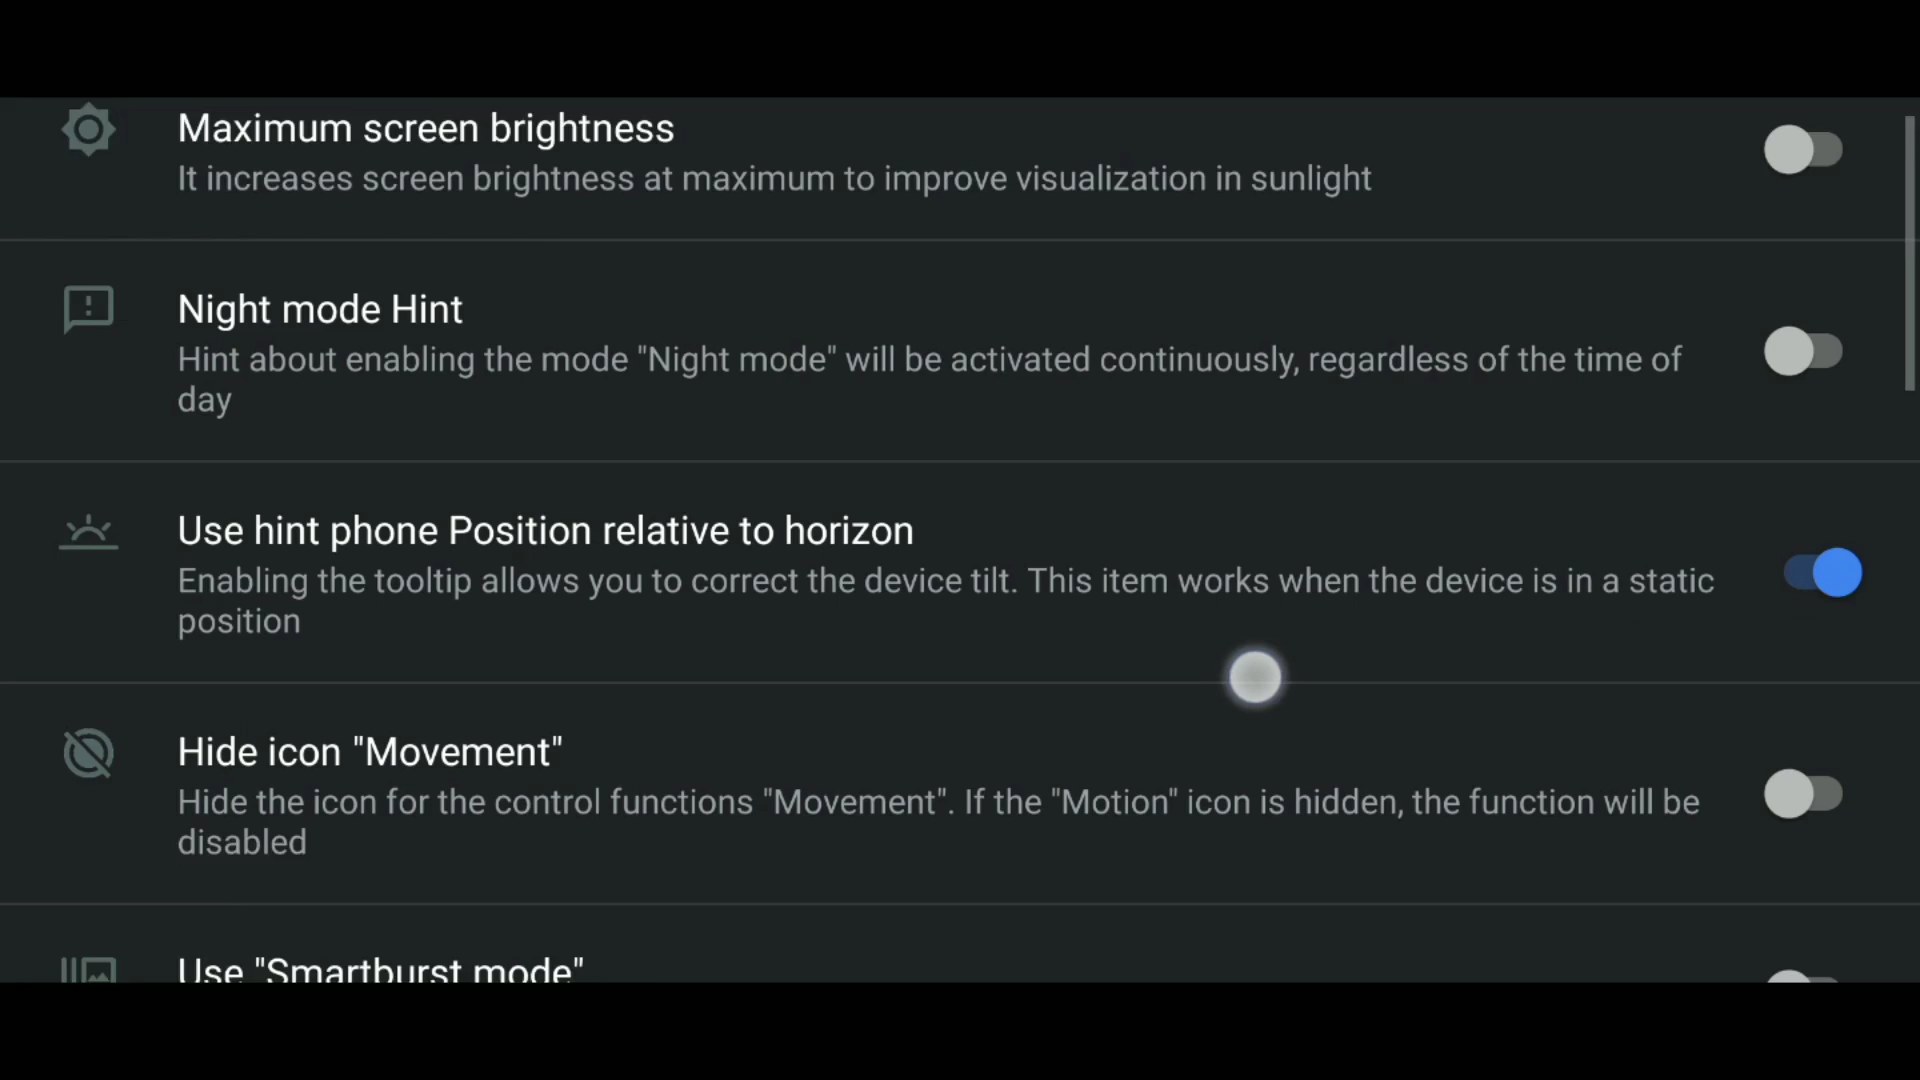 Maximum screen brightness
It increases screen brightness at maximum to improve visualization in sunlight
Night mode Hint
Hint about enabling the mode "Night mode" will be activated continuously, regardless of the time of
day
Use hint phone Position relative to horizon
Enabling the tooltip allows you to correct the device tilt. This item works when the device is in a static
position
Hide icon "Movement"
Hide the icon for the control functions "Movement". If the "Motion" icon is hidden, the function will be
disabled
Use "Smartburst mode"